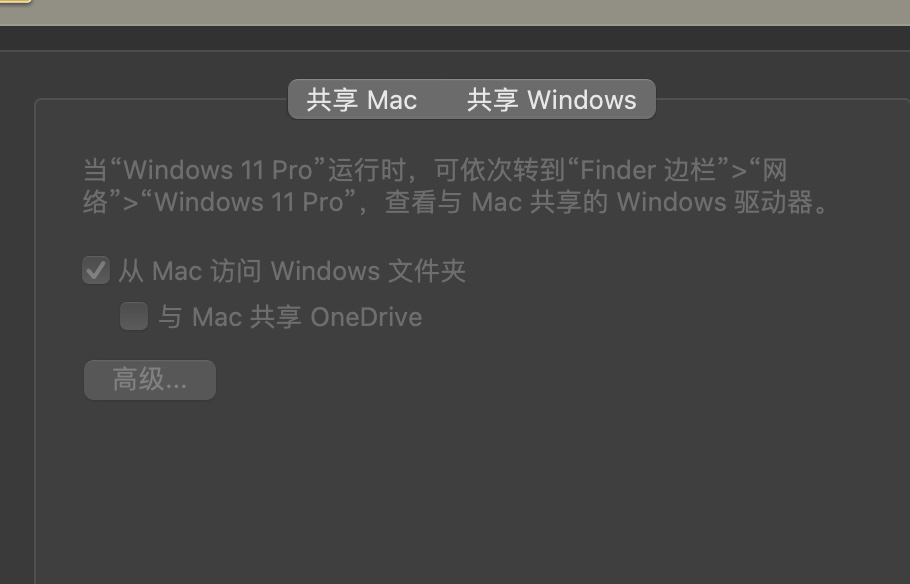 共享 Mac
共享 Windows
当“Windows 11 Pro”运行时，可依次转到“Finder 边栏”>“网
络”>“Windows 11 Pro”，查看与 Mac 共享的 Windows 驱动器。
从 Mac 访问 Windows 文件夹
与 Mac 共享 OneDrive
高级...